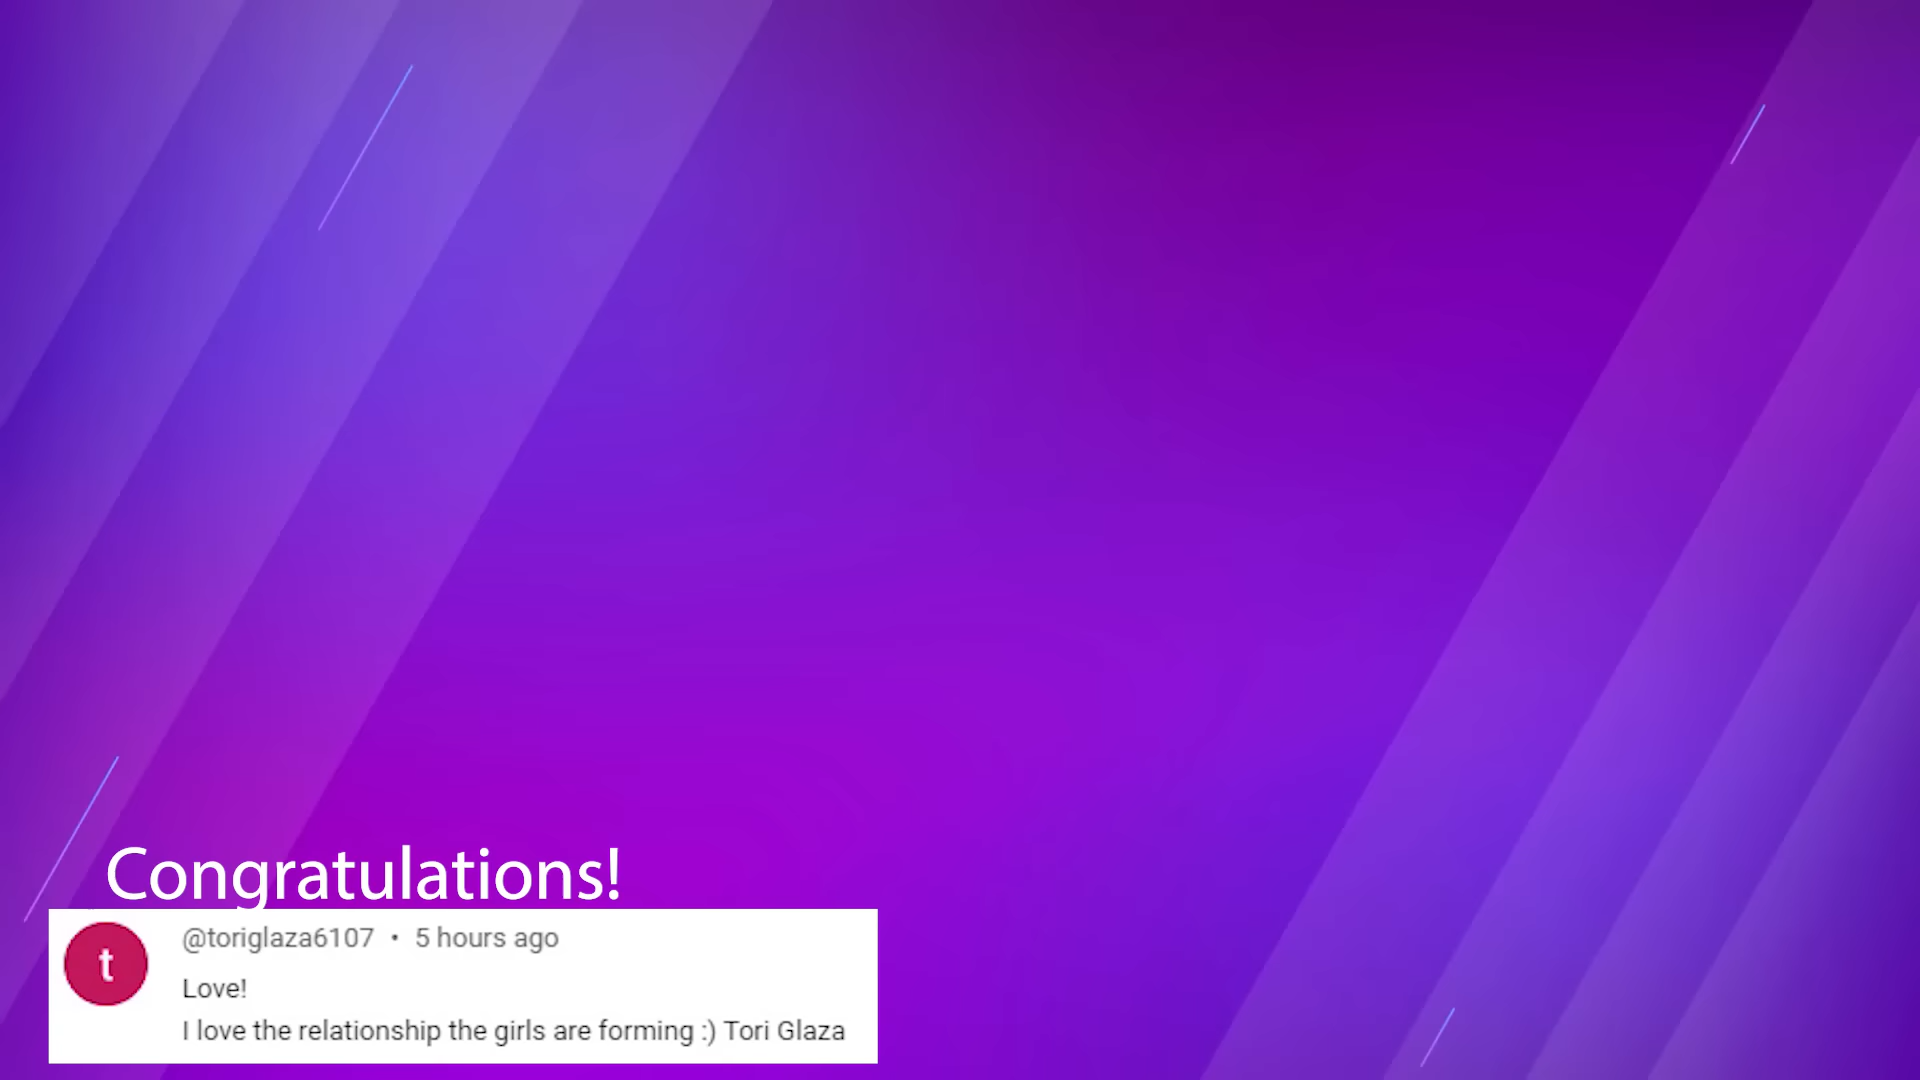 Congratulations!
t
@toriglaza6107 • 5 hours ago
Love!
I love the relationship the girls are forming :) Tori Glaza